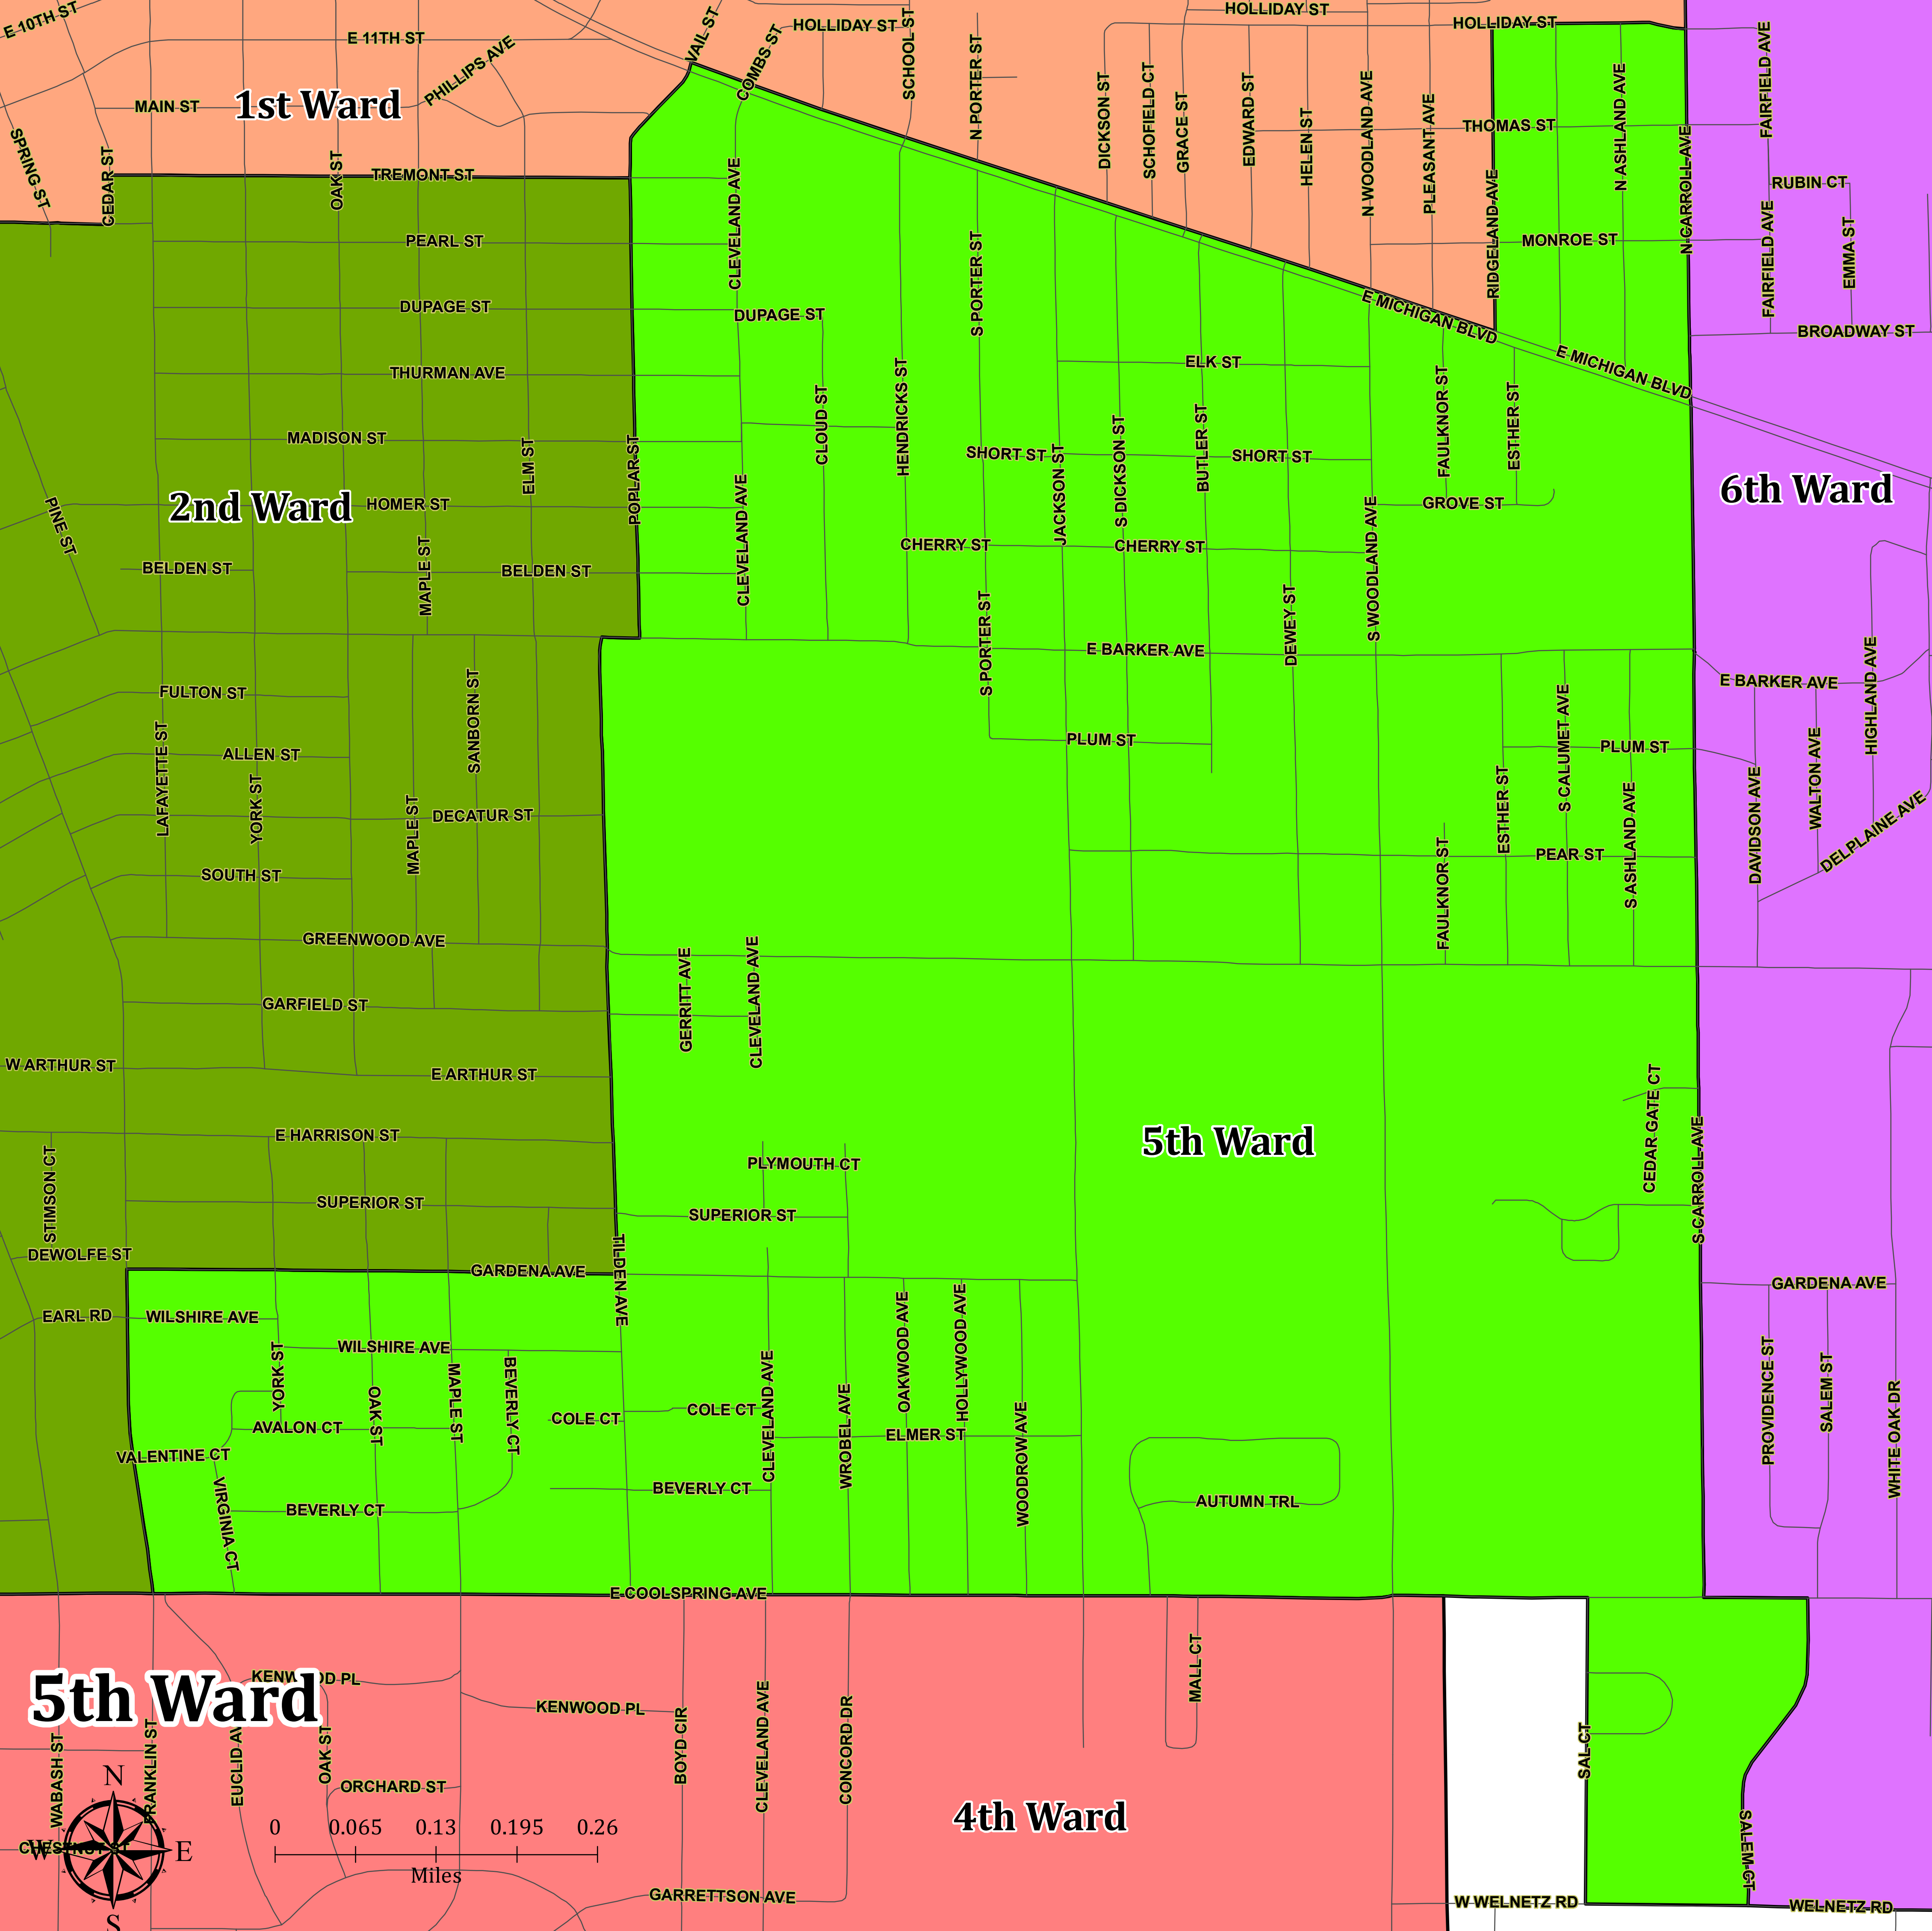 E 10TH ST
E 11TH ST
PHILLIPS AVE
VAIL ST
COMBS ST
HOLLIDAY ST
SCHOOL ST
HOLLIDAY ST
HOLLIDAY ST
N PORTER ST
DICKSON ST
SCHOFIELD CT
GRACE ST
EDWARD ST
HELEN ST
N WOODLAND AVE
PLEASANT AVE
THOMAS ST
N ASHLAND AVE
FAIRFIELD AVE
MAIN ST
1st Ward
SPRING ST
CEDAR ST
OAK ST
TREMONT ST
CLEVELAND AVE
RIDGELAND AVE
N CARROLL AVE
RUBIN CT
PEARL ST
S PORTER ST
MONROE ST
FAIRFIELD AVE
EMMA ST
DUPAGE ST
DUPAGE ST
E MICHIGAN BLVD
E MICHIGAN BLVD
BROADWAY ST
THURMAN AVE
ELK ST
CLOUD ST
HENDRICKS ST
FAULKNOR ST
ESTHER ST
MADISON ST
ELM ST
POPLAR ST
SHORT ST
JACKSON ST
S DICKSON ST
BUTLER ST
SHORT ST
6th Ward
2nd Ward
HOMER ST
PINE ST
CLEVELAND AVE
GROVE ST
S WOODLAND AVE
CHERRY ST
CHERRY ST
BELDEN ST
MAPLE ST
BELDEN ST
S PORTER ST
DEWEY ST
E BARKER AVE
E BARKER AVE
HIGHLAND AVE
FULTON ST
SANBORN ST
S CALUMET AVE
LAFAYETTE ST
ALLEN ST
PLUM ST
PLUM ST
WALTON AVE
YORK ST
MAPLE ST
DECATUR ST
ESTHER ST
S ASHLAND AVE
DAVIDSON AVE
DELPLAINE AVE
SOUTH ST
FAULKNOR ST
PEAR ST
GREENWOOD AVE
GERRITT AVE
CLEVELAND AVE
GARFIELD ST
W ARTHUR ST
E ARTHUR ST
CEDAR GATE CT
E HARRISON ST
5th Ward
STIMSON CT
PLYMOUTH CT
S CARROLL AVE
SUPERIOR ST
SUPERIOR ST
DEWOLFE ST
GARDENA AVE
TILDEN AVE
GARDENA AVE
EARL RD
WILSHIRE AVE
OAKWOOD AVE
HOLLYWOOD AVE
WILSHIRE AVE
YORK ST
OAK ST
MAPLE ST
BEVERLY CT
CLEVELAND AVE
WROBEL AVE
PROVIDENCE ST
SALEM ST
WHITE OAK DR
AVALON CT
COLE CT
COLE CT
ELMER ST
WOODROW AVE
VALENTINE CT
VIRGINIA CT
BEVERLY CT
BEVERLY CT
AUTUMN TRL
E COOLSPRING AVE
5th Ward
KENWOOD PL
KENWOOD PL
MALL CT
WABASH ST
FRANKLIN ST
EUCLID AV
OAK ST
BOYD CIR
CLEVELAND AVE
CONCORD DR
SAL CT
ORCHARD ST
4th Ward
SALEM CT
N
W
E
S
CHESTNUT ST
0 0.065 0.13 0.195 0.26
Miles
GARRETTSON AVE
W WELNETZ RD
WELNETZ RD